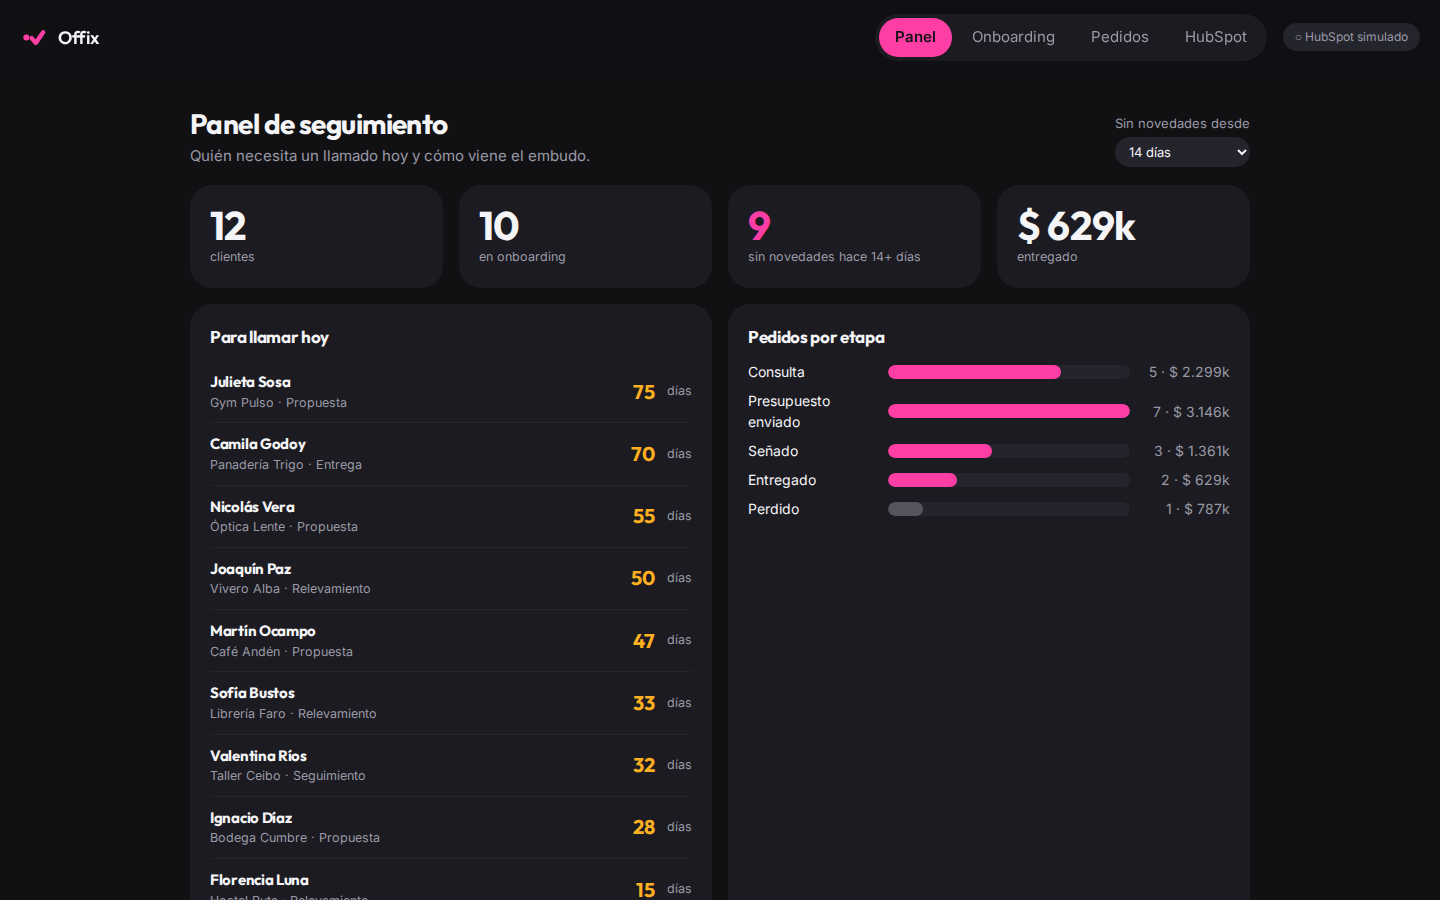 Offix
Panel
Onboarding
Pedidos
HubSpot
○ HubSpot simulado
Panel de seguimiento
Quién necesita un llamado hoy y cómo viene el embudo.
Sin novedades desde
14 días
12
clientes
10
en onboarding
9
sin novedades hace 14+ días
$ 629k
entregado
Para llamar hoy
Julieta Sosa
Gym Pulso · Propuesta
75 días
Camila Godoy
Panadería Trigo · Entrega
70 días
Nicolás Vera
Óptica Lente · Propuesta
55 días
Joaquín Paz
Vivero Alba · Relevamiento
50 días
Martín Ocampo
Café Andén · Propuesta
47 días
Sofía Bustos
Librería Faro · Relevamiento
33 días
Valentina Ríos
Taller Ceibo · Seguimiento
32 días
Ignacio Díaz
Bodega Cumbre · Propuesta
28 días
Florencia Luna
15 días
Pedidos por etapa
Consulta
5 · $ 2.299k
Presupuesto
enviado
7 · $ 3.146k
Señado
3 · $ 1.361k
Entregado
2 · $ 629k
Perdido
1 · $ 787k